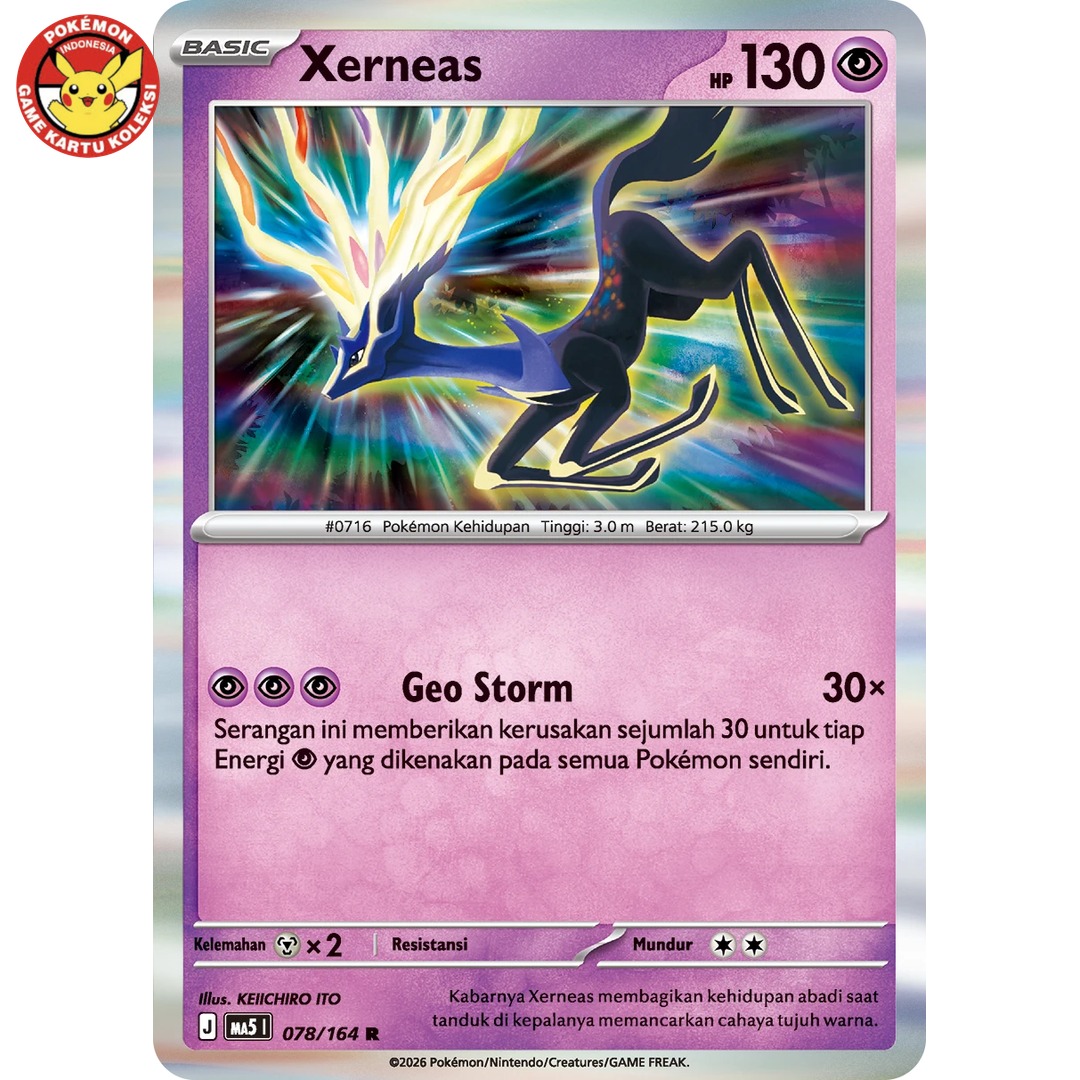 POKÉMON
INDONESIA
GAME KARTU KOLEKSI
BASIC
Xerneas
HP 130
#0716 Pokémon Kehidupan Tinggi: 3.0 m Berat: 215.0 kg
Geo Storm 30×
Serangan ini memberikan kerusakan sejumlah 30 untuk tiap
Energi yang dikenakan pada semua Pokémon sendiri.
Kelemahan ×2 Resistansi Mundur
Illus. KEIICHIRO ITO
J MA5 I 078/164 R
Kabarnya Xerneas membagikan kehidupan abadi saat
tanduk di kepalanya memancarkan cahaya tujuh warna.
©2026 Pokémon/Nintendo/Creatures/GAME FREAK.